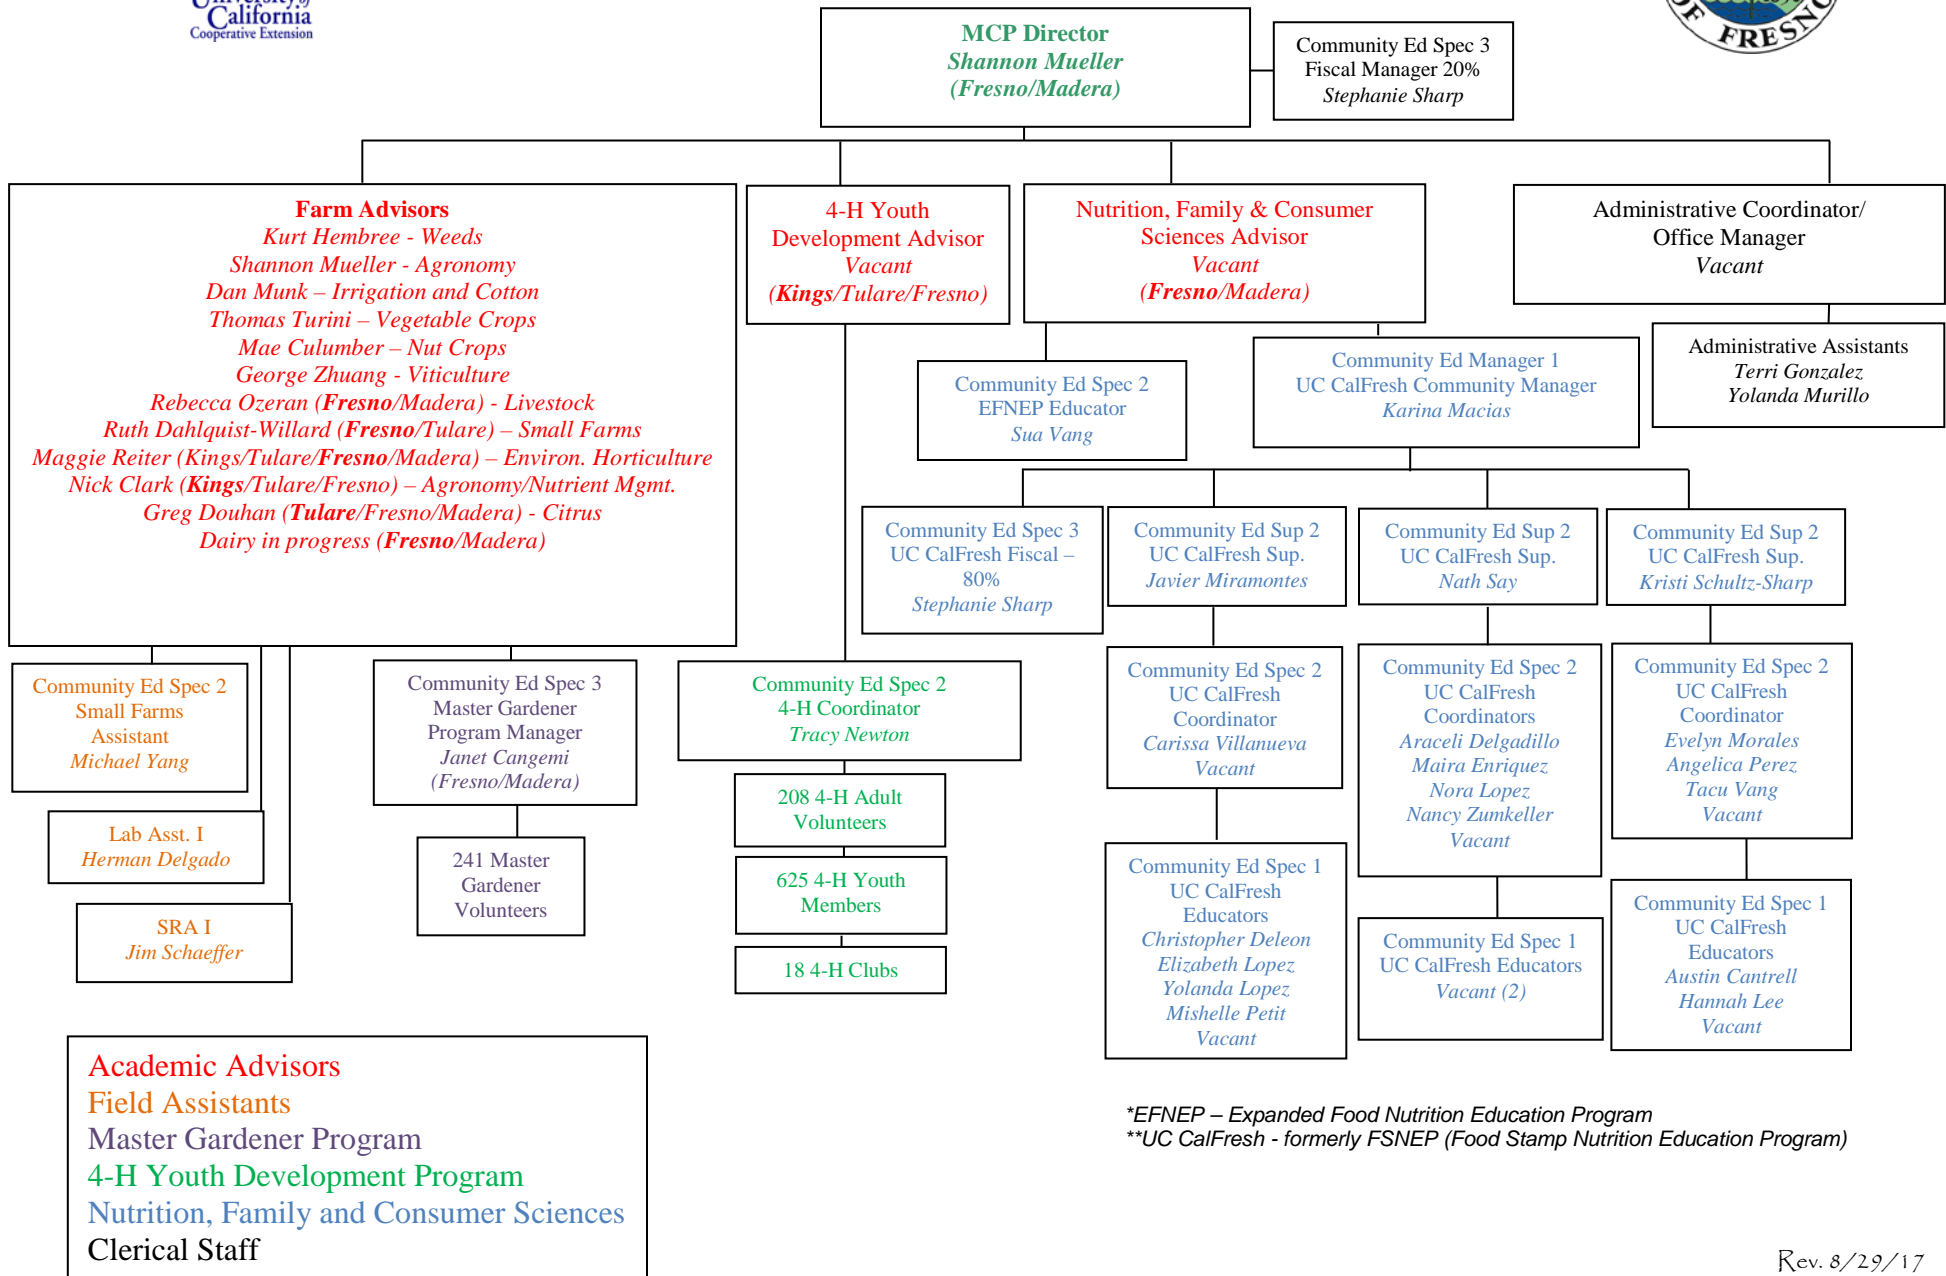 University of
California
Cooperative Extension
OF FRESNO
MCP Director
Shannon Mueller
(Fresno/Madera)
Community Ed Spec 3
Fiscal Manager 20%
Stephanie Sharp
Farm Advisors
Kurt Hembree - Weeds
Shannon Mueller - Agronomy
Dan Munk – Irrigation and Cotton
Thomas Turini – Vegetable Crops
Mae Culumber – Nut Crops
George Zhuang - Viticulture
Rebecca Ozeran (Fresno/Madera) - Livestock
Ruth Dahlquist-Willard (Fresno/Tulare) – Small Farms
Maggie Reiter (Kings/Tulare/Fresno/Madera) – Environ. Horticulture
Nick Clark (Kings/Tulare/Fresno) – Agronomy/Nutrient Mgmt.
Greg Douhan (Tulare/Fresno/Madera) - Citrus
Dairy in progress (Fresno/Madera)
4-H Youth
Development Advisor
Vacant
(Kings/Tulare/Fresno)
Nutrition, Family & Consumer
Sciences Advisor
Vacant
(Fresno/Madera)
Administrative Coordinator/
Office Manager
Vacant
Administrative Assistants
Terri Gonzalez
Yolanda Murillo
Community Ed Spec 2
EFNEP Educator
Sua Vang
Community Ed Manager 1
UC CalFresh Community Manager
Karina Macias
Community Ed Spec 3
UC CalFresh Fiscal –
80%
Stephanie Sharp
Community Ed Sup 2
UC CalFresh Sup.
Javier Miramontes
Community Ed Sup 2
UC CalFresh Sup.
Nath Say
Community Ed Sup 2
UC CalFresh Sup.
Kristi Schultz-Sharp
Community Ed Spec 2
Small Farms
Assistant
Michael Yang
Community Ed Spec 3
Master Gardener
Program Manager
Janet Cangemi
(Fresno/Madera)
Community Ed Spec 2
4-H Coordinator
Tracy Newton
Community Ed Spec 2
UC CalFresh
Coordinator
Carissa Villanueva
Vacant
Community Ed Spec 2
UC CalFresh
Coordinators
Araceli Delgadillo
Maira Enriquez
Nora Lopez
Nancy Zumkeller
Vacant
Community Ed Spec 2
UC CalFresh
Coordinator
Evelyn Morales
Angelica Perez
Tacu Vang
Vacant
Lab Asst. I
Herman Delgado
SRA I
Jim Schaeffer
241 Master
Gardener
Volunteers
208 4-H Adult
Volunteers
625 4-H Youth
Members
18 4-H Clubs
Community Ed Spec 1
UC CalFresh
Educators
Christopher Deleon
Elizabeth Lopez
Yolanda Lopez
Mishelle Petit
Vacant
Community Ed Spec 1
UC CalFresh Educators
Vacant (2)
Community Ed Spec 1
UC CalFresh
Educators
Austin Cantrell
Hannah Lee
Vacant
Academic Advisors
Field Assistants
Master Gardener Program
4-H Youth Development Program
Nutrition, Family and Consumer Sciences
Clerical Staff
*EFNEP – Expanded Food Nutrition Education Program
**UC CalFresh - formerly FSNEP (Food Stamp Nutrition Education Program)
Rev. 8/29/17